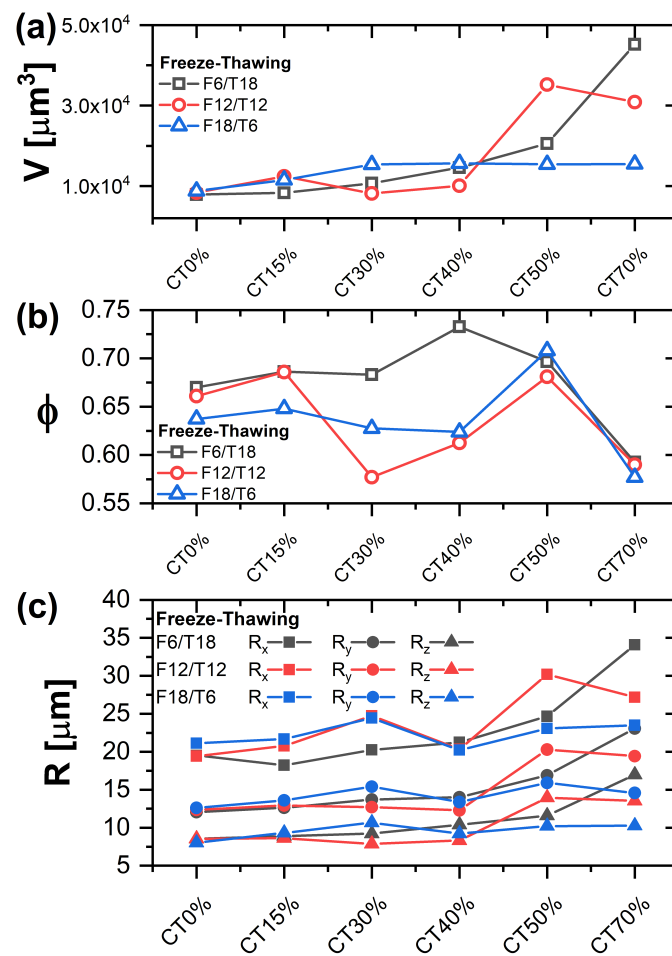 (a)
V [μm³]
5.0x10⁴
3.0x10⁴
1.0x10⁴
Freeze-Thawing
F6/T18
F12/T12
F18/T6
CT0% CT15% CT30% CT40% CT50% CT70%
(b)
ϕ
0.75
0.70
0.65
0.60
0.55
Freeze-Thawing
F6/T18
F12/T12
F18/T6
CT0% CT15% CT30% CT40% CT50% CT70%
(c)
R [μm]
40
35
30
25
20
15
10
5
Freeze-Thawing
F6/T18 Rx Ry Rz
F12/T12 Rx Ry Rz
F18/T6 Rx Ry Rz
CT0% CT15% CT30% CT40% CT50% CT70%